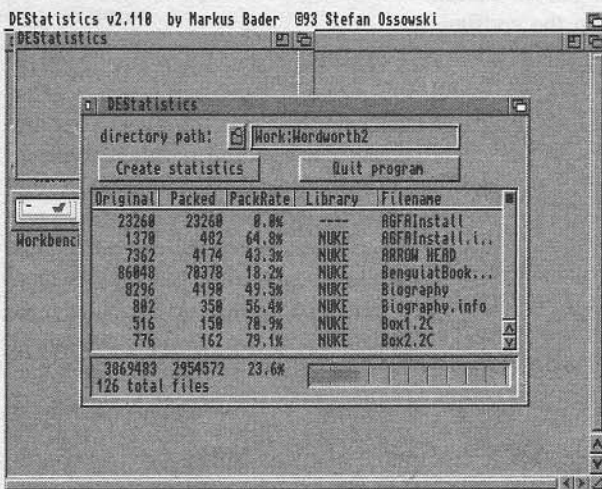 DEStatistics v2.110 by Markus Bader @93 Stefan Ossowski
DEStatistics
DEStatistics
directory path: Work:Wordworth2
Create statistics Quit program
Original Packed PackRate Library Filename
23260 23260 0.0% ---- AGFAInstall
1370 482 64.8% NUKE AGFAInstall.i..
7362 4174 43.3% NUKE ARROW HEAD
86048 70378 18.2% NUKE BengulatBook...
8296 4190 49.5% NUKE Biography
802 350 56.4% NUKE Biography.info
516 150 70.9% NUKE Box1.2C
776 162 79.1% NUKE Box2.2C
3869483 2954572 23.6%
126 total files
Workbenc